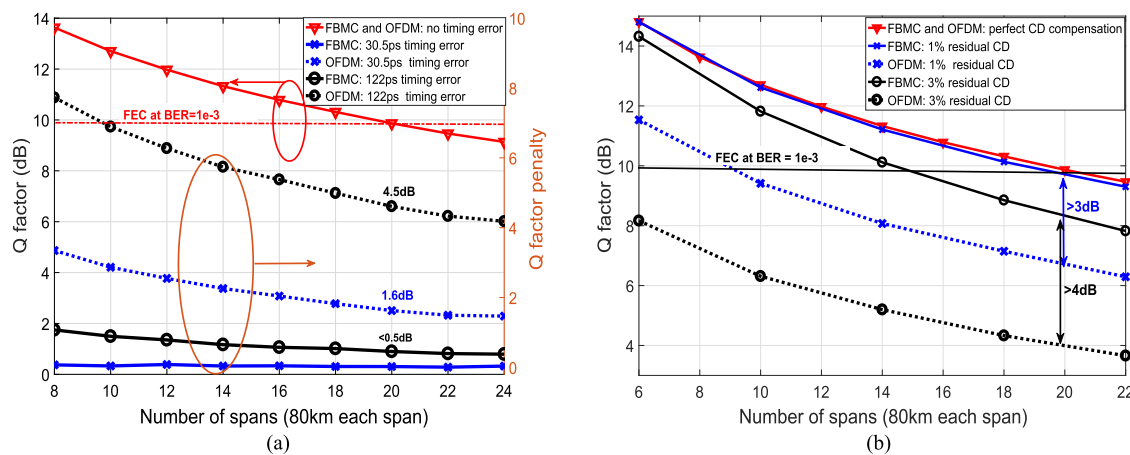 14
12
10
8
6
4
2
0
Q factor (dB)
10
8
6
4
2
0
Q factor penalty
FBMC and OFDM: no timing error
FBMC: 30.5ps timing error
OFDM: 30.5ps timing error
FBMC: 122ps timing error
OFDM: 122ps timing error
FEC at BER=1e-3
4.5dB
1.6dB
<0.5dB
8 10 12 14 16 18 20 22 24
Number of spans (80km each span)
(a)
14
12
10
8
6
4
Q factor (dB)
FBMC and OFDM: perfect CD compensation
FBMC: 1% residual CD
OFDM: 1% residual CD
FBMC: 3% residual CD
OFDM: 3% residual CD
FEC at BER = 1e-3
>3dB
>4dB
6 8 10 12 14 16 18 20 22
Number of spans (80km each span)
(b)